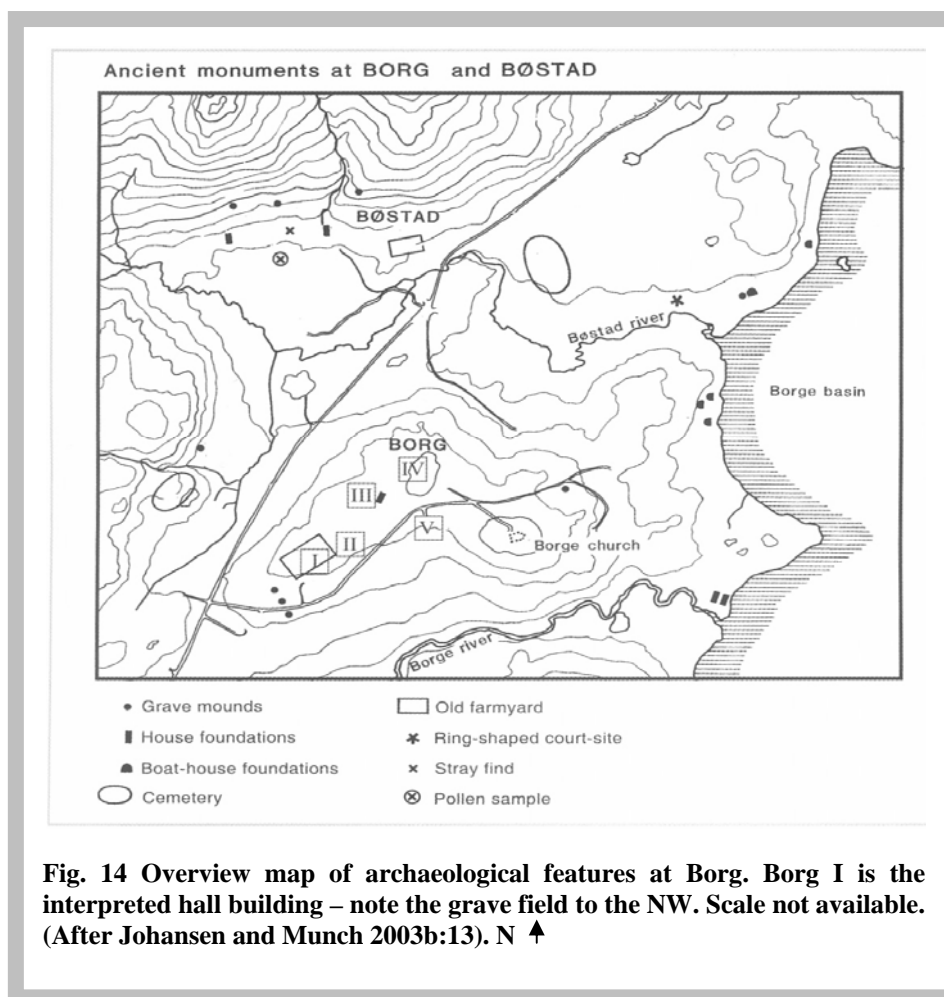 Ancient monuments at BORG and BØSTAD
BØSTAD
Bøstad river
Borge basin
BORG
IV
III
II
V
I
Borge church
Borge river
Grave mounds
Old farmyard
House foundations
Ring-shaped court-site
Boat-house foundations
Stray find
Cemetery
Pollen sample
Fig. 14 Overview map of archaeological features at Borg. Borg I is the
interpreted hall building – note the grave field to the NW. Scale not available.
(After Johansen and Munch 2003b:13). N